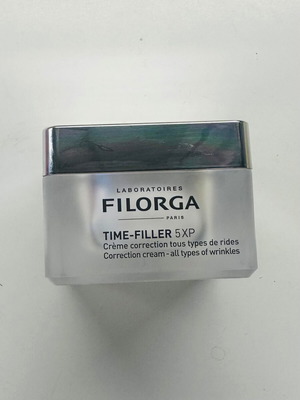 LABORATOIRES
FILORGA
PARIS
TIME-FILLER 5XP
Crème correction tous types de rides
Correction cream - all types of wrinkles